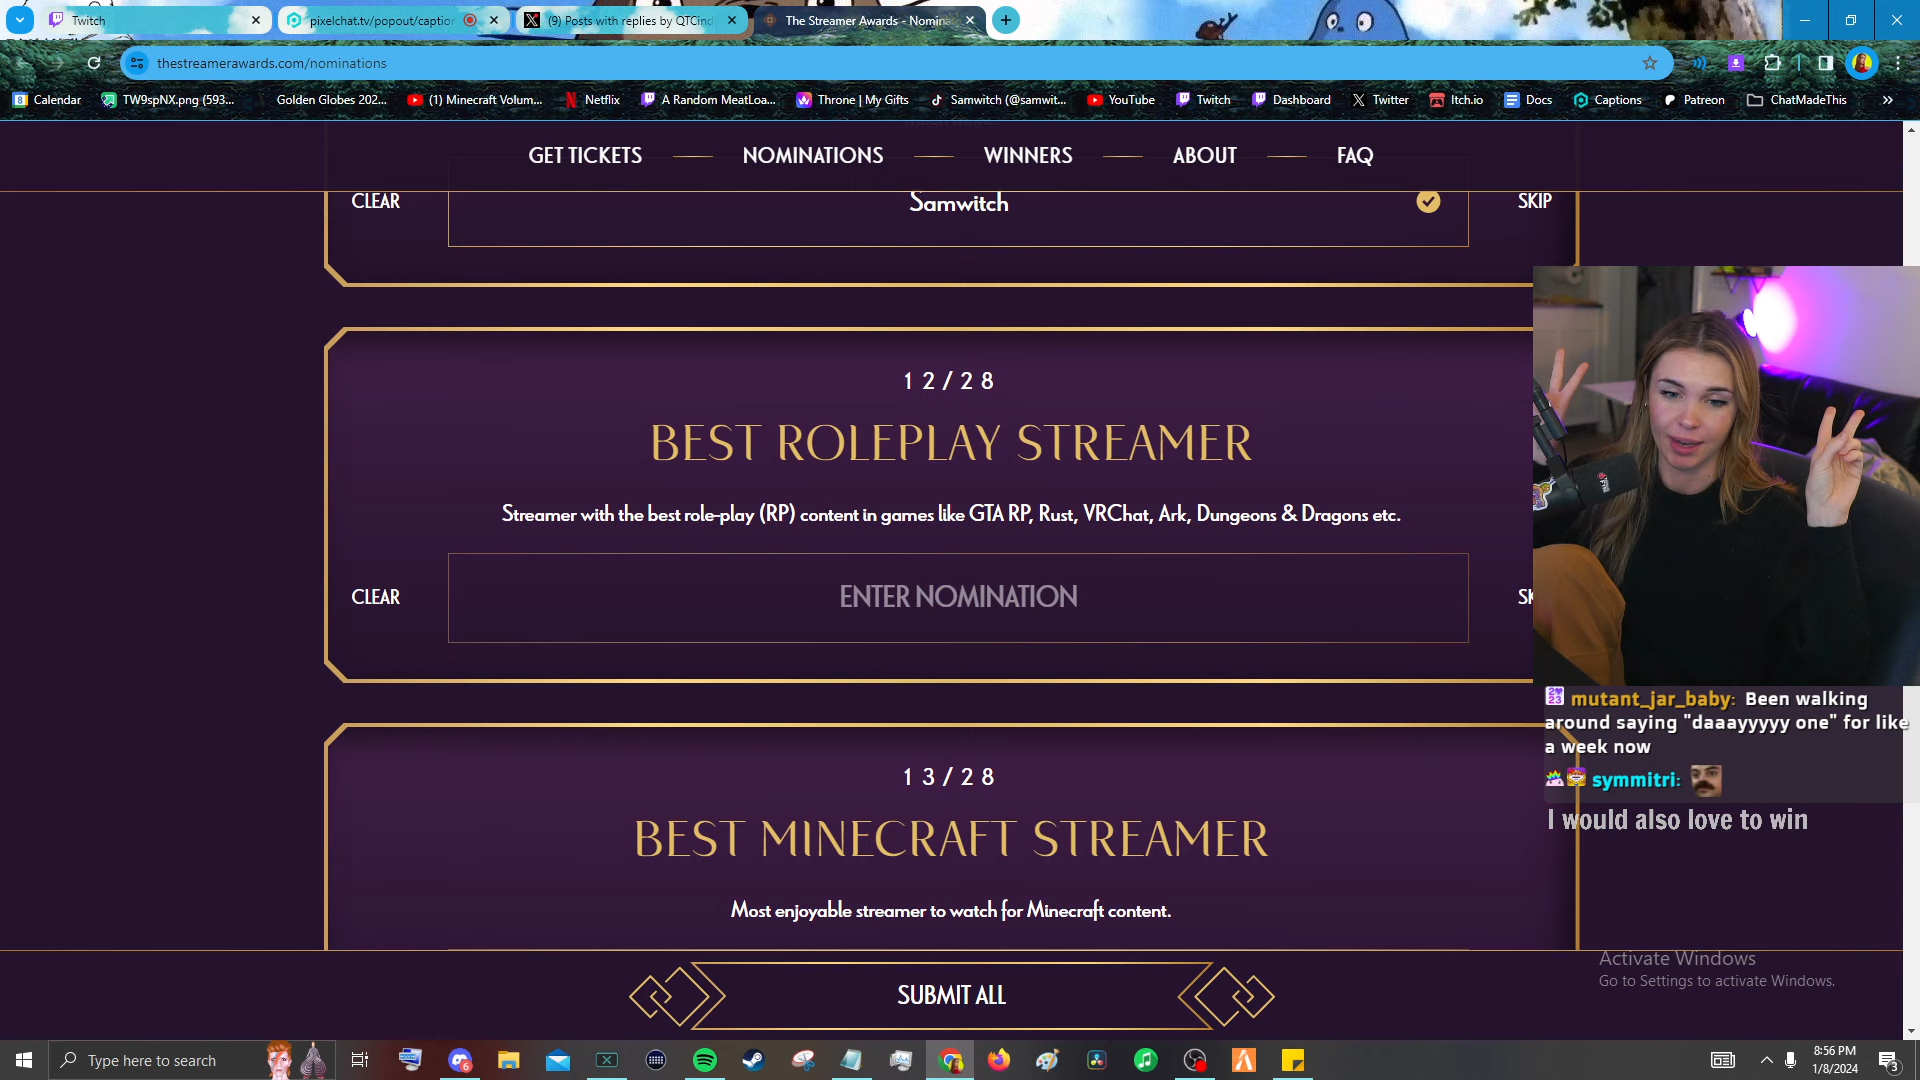 Twitch
pixelchat.tv/popout/caption
(9) Posts with replies by QTCind
The Streamer Awards - Nomina
thestreamerawards.com/nominations
Calendar
TW9spNX.png (593...
Golden Globes 202...
(1) Minecraft Volum...
Netflix
A Random MeatLoa...
Throne | My Gifts
Samwitch (@samwit...
YouTube
Twitch
Dashboard
Twitter
Itch.io
Docs
Captions
Patreon
ChatMadeThis
GET TICKETS
NOMINATIONS
WINNERS
ABOUT
FAQ
CLEAR
Samwitch
SKIP
12/28
BEST ROLEPLAY STREAMER
Streamer with the best role-play (RP) content in games like GTA RP, Rust, VRChat, Ark, Dungeons & Dragons etc.
CLEAR
ENTER NOMINATION
SK
mutant_jar_baby: Been walking
around saying "daaayyyyy one" for like
a week now
symmitri:
I would also love to win
13/28
BEST MINECRAFT STREAMER
Most enjoyable streamer to watch for Minecraft content.
Activate Windows
Go to Settings to activate Windows.
SUBMIT ALL
Type here to search
8:56 PM
1/8/2024